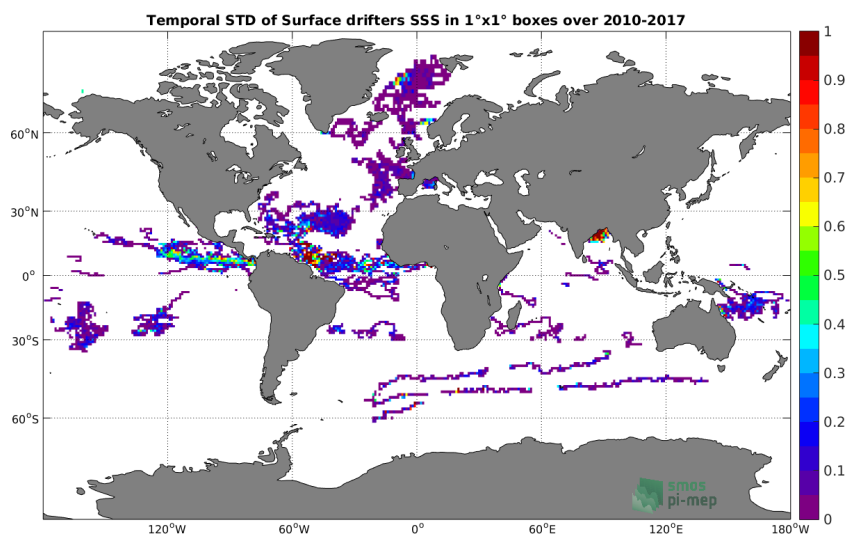 Temporal STD of Surface drifters SSS in 1°x1° boxes over 2010-2017
1
0.9
0.8
0.7
0.6
0.5
0.4
0.3
0.2
0.1
0
60°N
30°N
0°
30°S
60°S
120°W
60°W
0°
60°E
120°E
180°W
smos
pi-mep